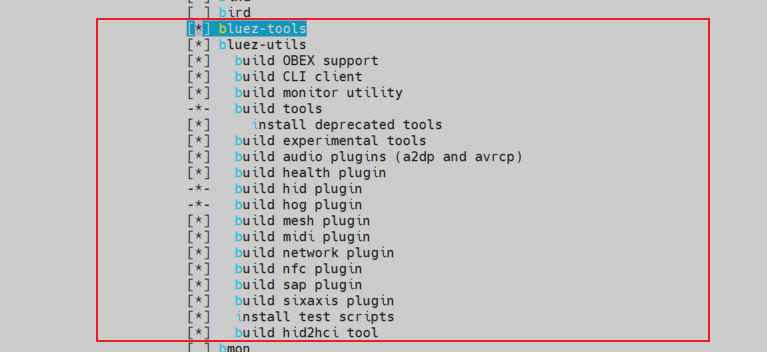 [ ] bird
[*] bluez-tools
[*] bluez-utils
[*] build OBEX support
[*] build CLI client
[*] build monitor utility
-*- build tools
[*] install deprecated tools
[*] build experimental tools
[*] build audio plugins (a2dp and avrcp)
[*] build health plugin
-*- build hid plugin
-*- build hog plugin
[*] build mesh plugin
[*] build midi plugin
[*] build network plugin
[*] build nfc plugin
[*] build sap plugin
[*] build sixaxis plugin
[*] install test scripts
[*] build hid2hci tool
[ ] bmon